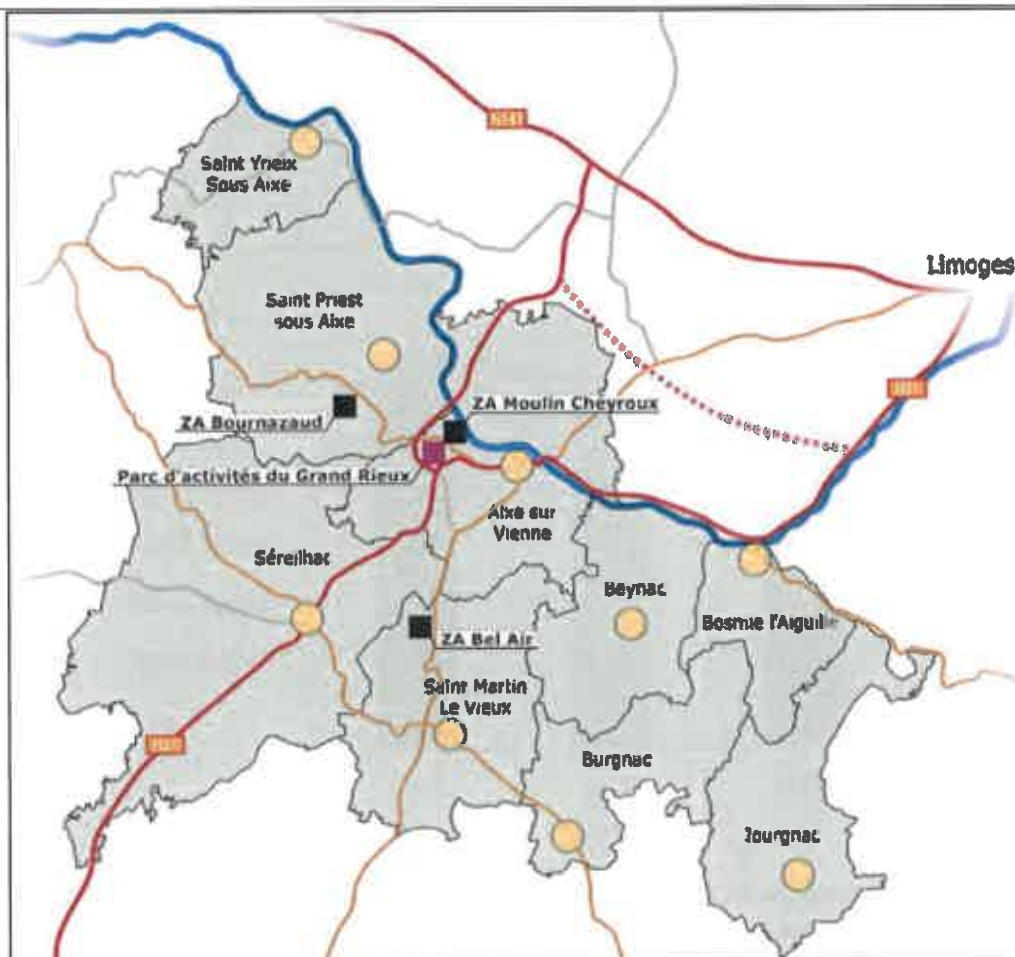 N141
Limoges
Saint Yrieix
Sous Aixe
Saint Priest
sous Aixe
ZA Moulin Cheyroux
ZA Bournazaud
Parc d'activités du Grand Rieux
Aixe sur
Vienne
Séreilhac
Beynac
Bosmie l'Aiguille
ZA Bel Air
Saint Martin
Le Vieux
Burgnac
Jourgnac